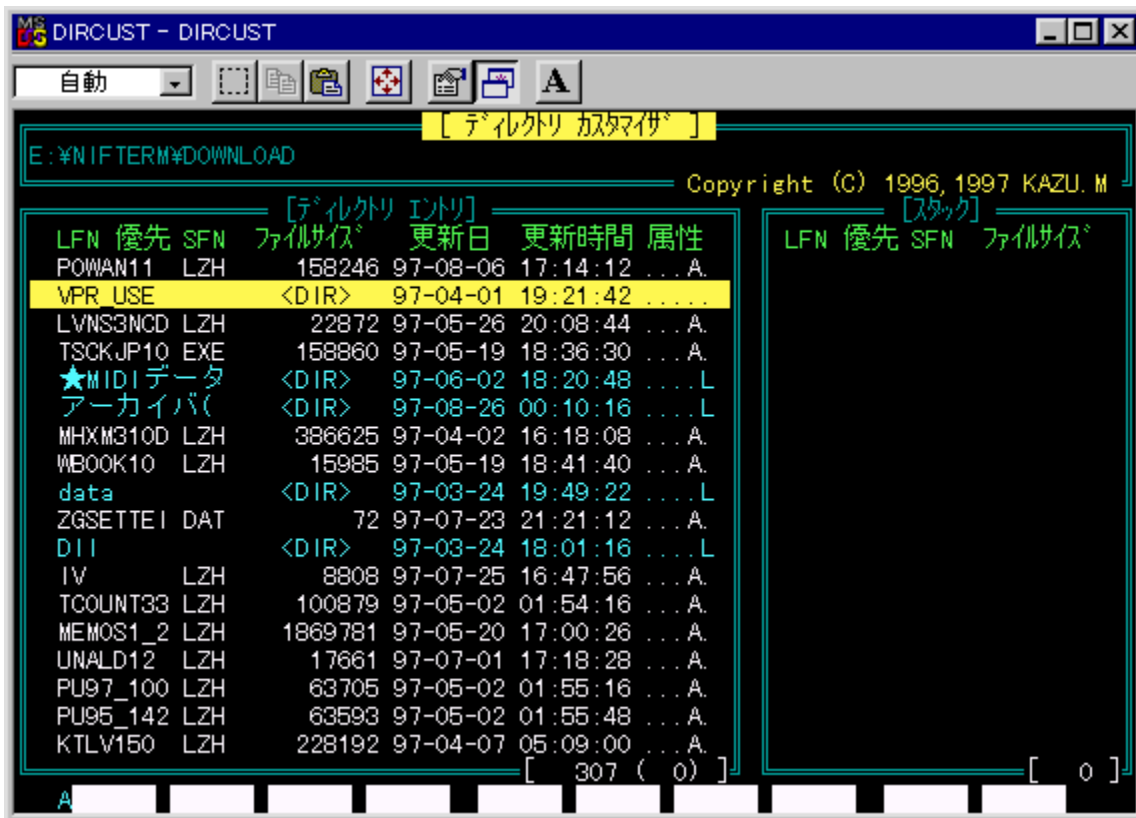 MS DOS DIRCUST - DIRCUST
自動 A
[ ﾃﾞｨﾚｸﾄﾘ ｶｽﾀﾏｲｻﾞ ]
E:¥NIFTERM¥DOWNLOAD
Copyright (C) 1996,1997 KAZU.M
[ﾃﾞｨﾚｸﾄﾘ ｴﾝﾄﾘ] [ｽﾀｯｸ]
LFN 優先 SFN ﾌｧｲﾙｻｲｽﾞ 更新日 更新時間 属性 LFN 優先 SFN ﾌｧｲﾙｻｲｽﾞ
POWAN11 LZH 158246 97-08-06 17:14:12 ...A.
VPR_USE <DIR> 97-04-01 19:21:42 .....
LVNS3NCD LZH 22872 97-05-26 20:08:44 ...A.
TSCKJP10 EXE 158860 97-05-19 18:36:30 ...A.
★MIDIデータ <DIR> 97-06-02 18:20:48 ....L
アーカイバ( <DIR> 97-08-26 00:10:16 ....L
MHXM310D LZH 386625 97-04-02 16:18:08 ...A.
WBOOK10 LZH 15985 97-05-19 18:41:40 ...A.
data <DIR> 97-03-24 19:49:22 ....L
ZGSETTEI DAT 72 97-07-23 21:21:12 ...A.
Dll <DIR> 97-03-24 18:01:16 ....L
IV LZH 8808 97-07-25 16:47:56 ...A.
TCOUNT33 LZH 100879 97-05-02 01:54:16 ...A.
MEMOS1_2 LZH 1869781 97-05-20 17:00:26 ...A.
UNALD12 LZH 17661 97-07-01 17:18:28 ...A.
PU97_100 LZH 63705 97-05-02 01:55:16 ...A.
PU95_142 LZH 63593 97-05-02 01:55:48 ...A.
KTLV150 LZH 228192 97-04-07 05:09:00 ...A.
[ 307 ( 0) ] [ 0 ]
A